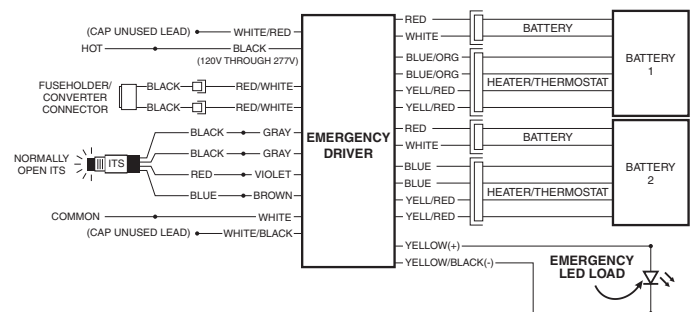 (CAP UNUSED LEAD) WHITE/RED
HOT BLACK
(120V THROUGH 277V)
FUSEHOLDER/
CONVERTER
CONNECTOR
BLACK RED/WHITE
BLACK RED/WHITE
NORMALLY
OPEN ITS
ITS
BLACK GRAY
BLACK GRAY
RED VIOLET
BLUE BROWN
COMMON WHITE
(CAP UNUSED LEAD) WHITE/BLACK
EMERGENCY
DRIVER
RED
WHITE
BATTERY
BLUE/ORG
BLUE/ORG
YELL/RED
YELL/RED
HEATER/THERMOSTAT
BATTERY
1
RED
WHITE
BATTERY
BLUE
BLUE
YELL/RED
YELL/RED
HEATER/THERMOSTAT
BATTERY
2
YELLOW(+)
YELLOW/BLACK(-)
EMERGENCY
LED LOAD